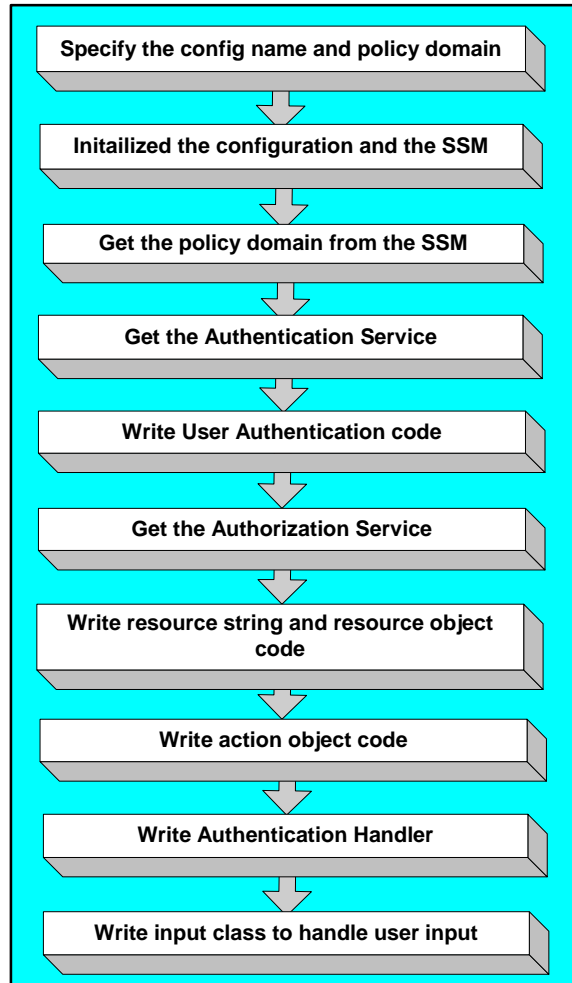 Specify the config name and policy domain
Initailized the configuration and the SSM
Get the policy domain from the SSM
Get the Authentication Service
Write User Authentication code
Get the Authorization Service
Write resource string and resource object
code
Write action object code
Write Authentication Handler
Write input class to handle user input